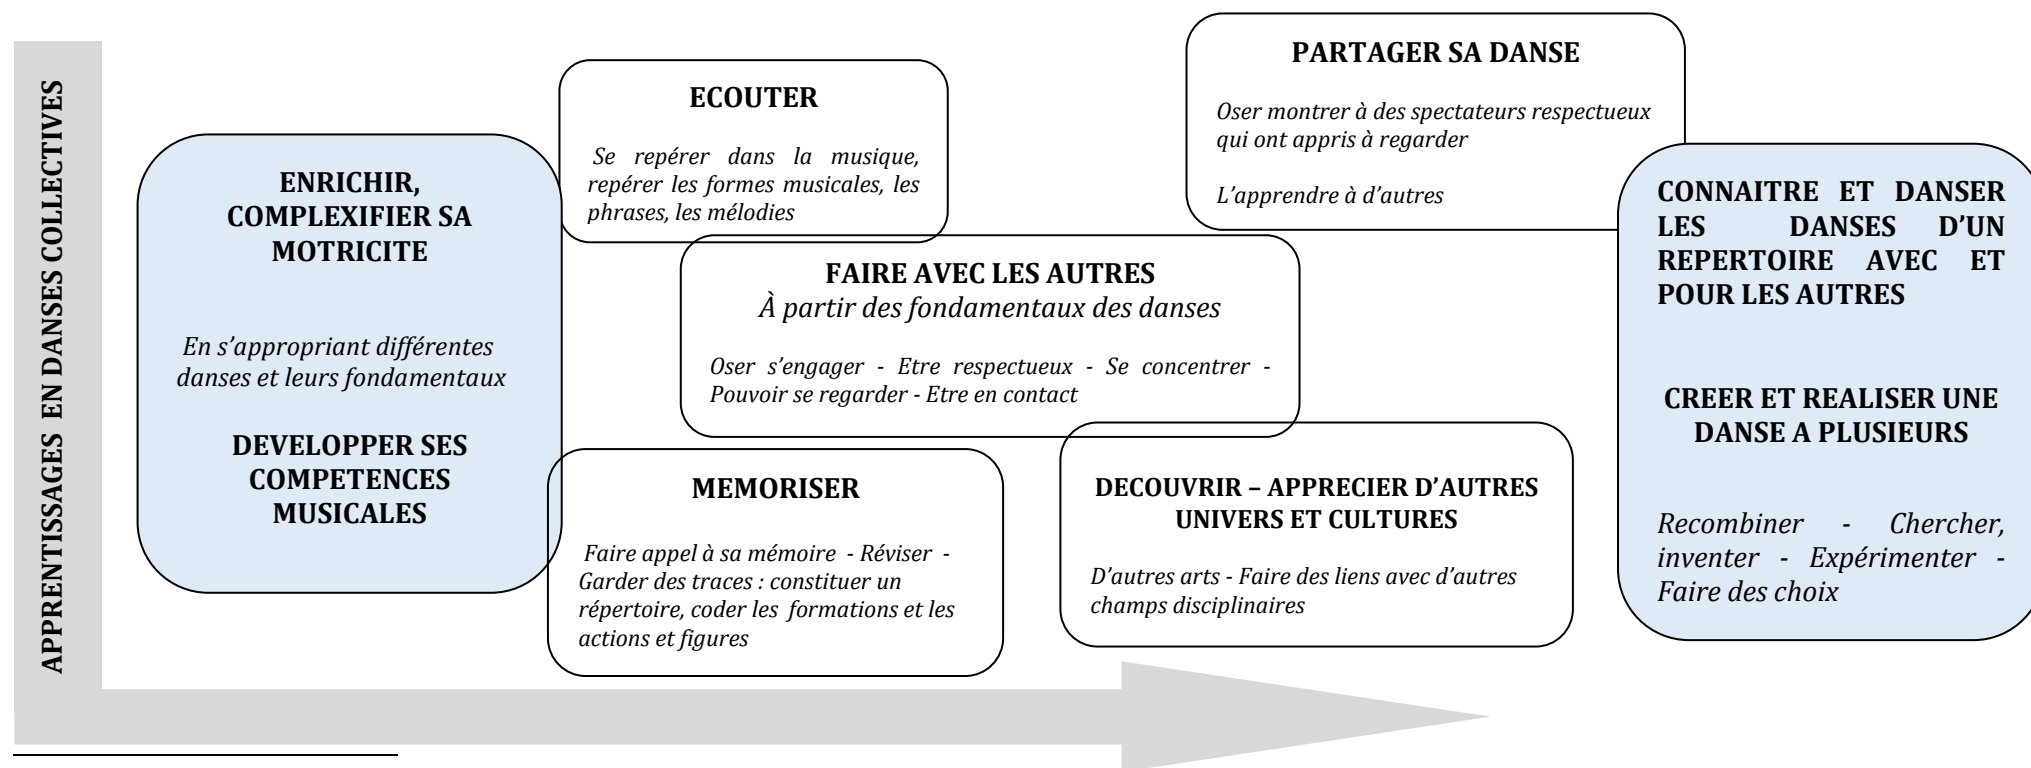 APPRENTISSAGES EN DANSES COLLECTIVES
ENRICHIR,
COMPLEXIFIER SA
MOTRICITE
En s’appropriant différentes
danses et leurs fondamentaux
DEVELOPPER SES
COMPETENCES
MUSICALES
ECOUTER
Se repérer dans la musique,
repérer les formes musicales, les
phrases, les mélodies
FAIRE AVEC LES AUTRES
À partir des fondamentaux des danses
Oser s’engager - Etre respectueux - Se concentrer -
Pouvoir se regarder - Etre en contact
MEMORISER
Faire appel à sa mémoire - Réviser -
Garder des traces : constituer un
répertoire, coder les formations et les
actions et figures
PARTAGER SA DANSE
Oser montrer à des spectateurs respectueux
qui ont appris à regarder
L’apprendre à d’autres
DECOUVRIR – APPRECIER D’AUTRES
UNIVERS ET CULTURES
D’autres arts - Faire des liens avec d’autres
champs disciplinaires
CONNAITRE ET DANSER
LES DANSES D’UN
REPERTOIRE AVEC ET
POUR LES AUTRES
CREER ET REALISER UNE
DANSE A PLUSIEURS
Recombiner - Chercher,
inventer - Expérimenter -
Faire des choix